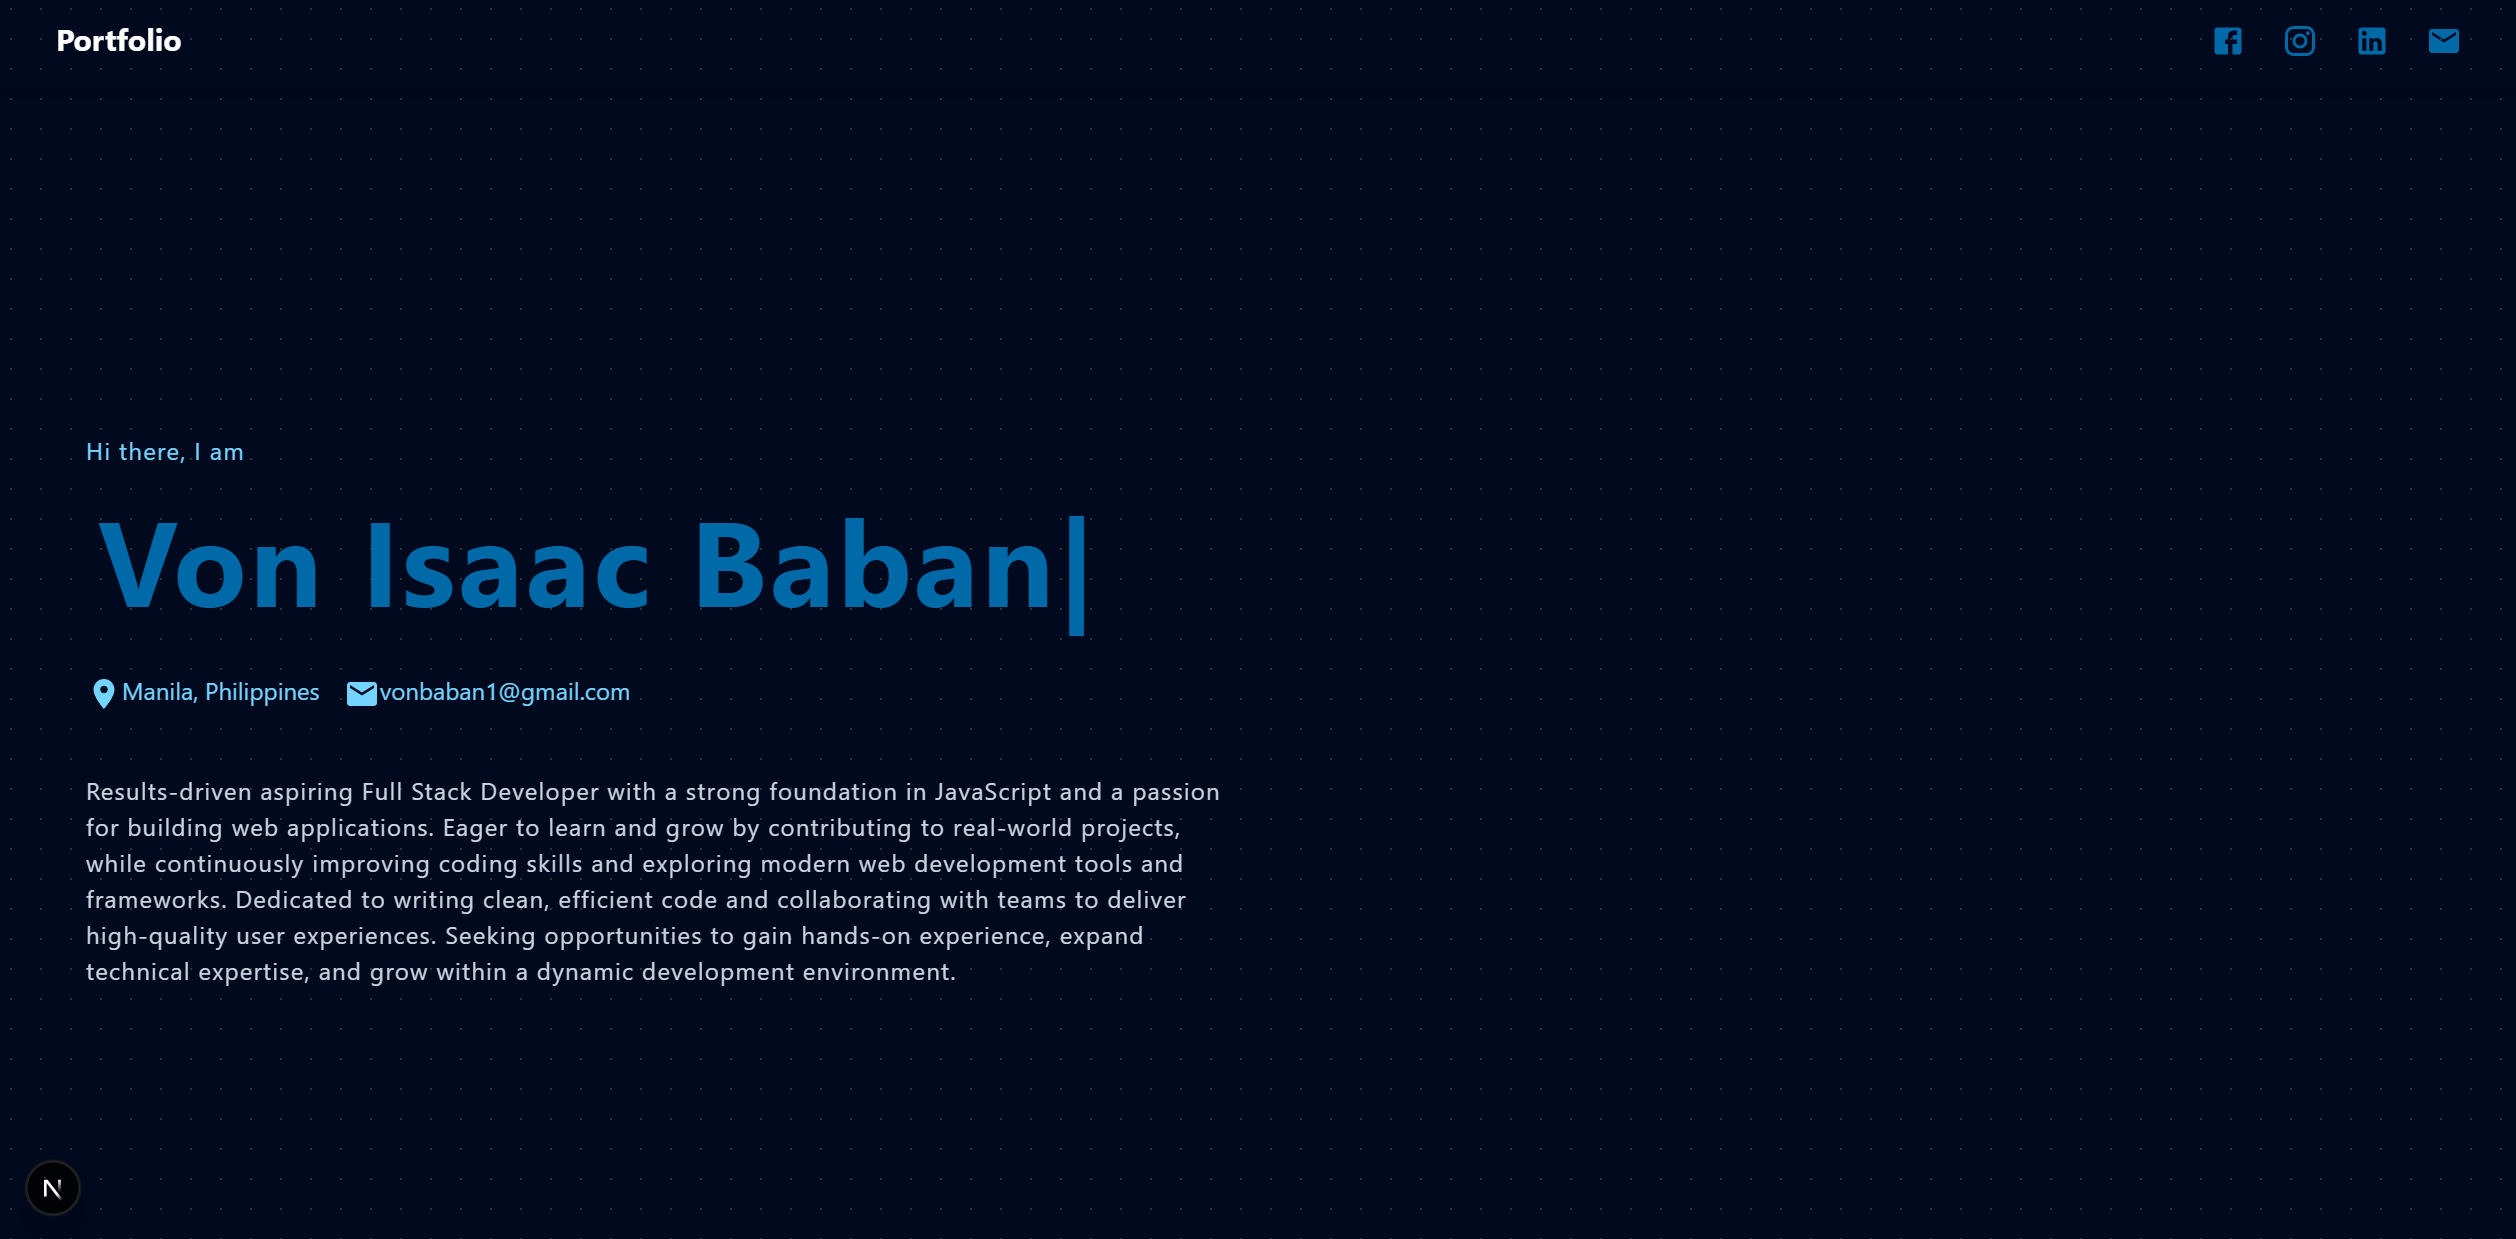 Portfolio
Hi there, I am
Von Isaac Baban|
Manila, Philippines vonbaban1@gmail.com
Results-driven aspiring Full Stack Developer with a strong foundation in JavaScript and a passion
for building web applications. Eager to learn and grow by contributing to real-world projects,
while continuously improving coding skills and exploring modern web development tools and
frameworks. Dedicated to writing clean, efficient code and collaborating with teams to deliver
high-quality user experiences. Seeking opportunities to gain hands-on experience, expand
technical expertise, and grow within a dynamic development environment.
N